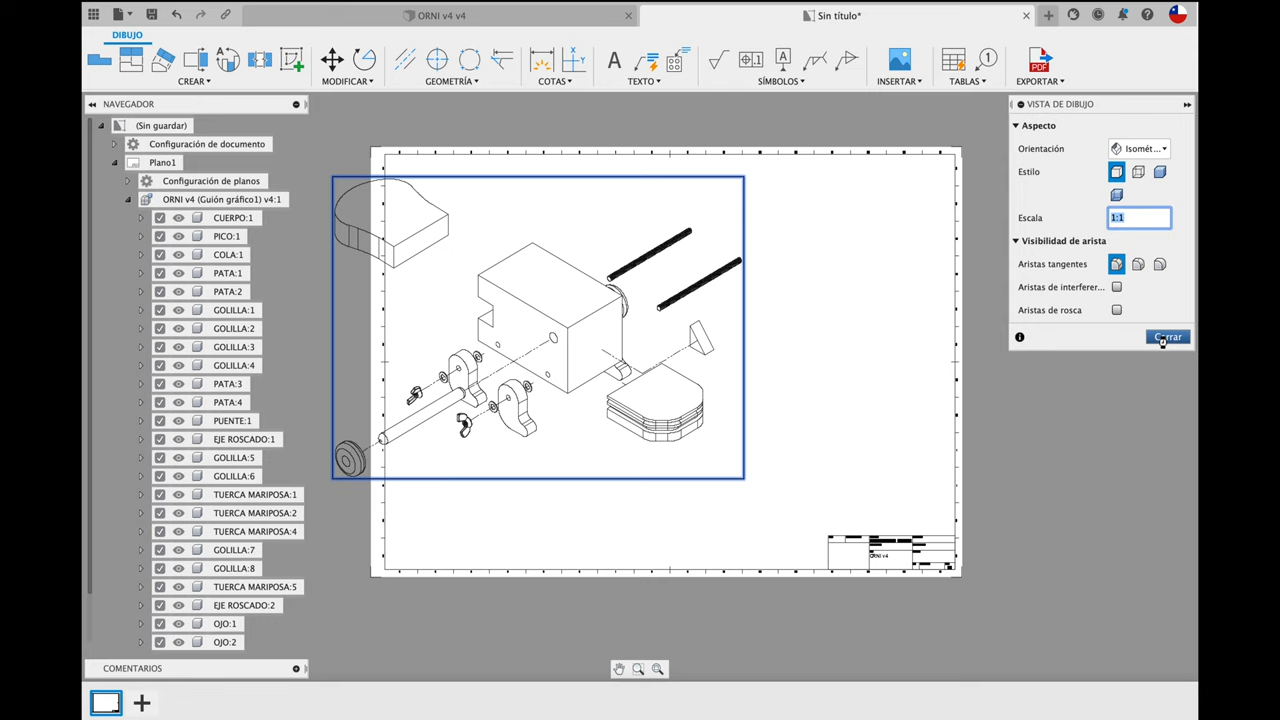 ORNI v4 v4
Sin título*
DIBUJO
CREAR
MODIFICAR
GEOMETRÍA
COTAS
TEXTO
SÍMBOLOS
INSERTAR
TABLAS
EXPORTAR
NAVEGADOR
(Sin guardar)
Configuración de documento
Plano1
Configuración de planos
ORNI v4 (Guión gráfico1) v4:1
CUERPO:1
PICO:1
COLA:1
PATA:1
PATA:2
GOLILLA:1
GOLILLA:2
GOLILLA:3
GOLILLA:4
PATA:3
PATA:4
PUENTE:1
EJE ROSCADO:1
GOLILLA:5
GOLILLA:6
TUERCA MARIPOSA:1
TUERCA MARIPOSA:2
TUERCA MARIPOSA:4
GOLILLA:7
GOLILLA:8
TUERCA MARIPOSA:5
EJE ROSCADO:2
OJO:1
OJO:2
COMENTARIOS
ORNI v4
VISTA DE DIBUJO
Aspecto
Orientación
Isomét...
Estilo
Escala
1:1
Visibilidad de arista
Aristas tangentes
Aristas de interferer...
Aristas de rosca
Cerrar